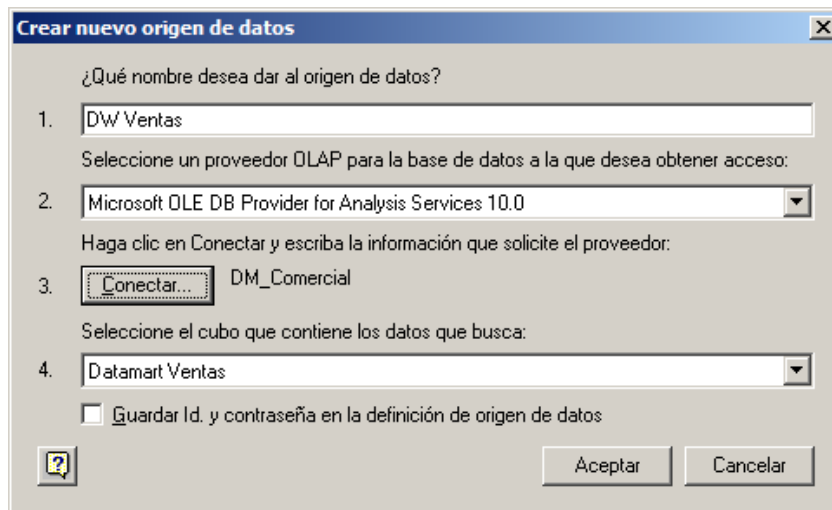 Crear nuevo origen de datos
¿Qué nombre desea dar al origen de datos?
1. DW Ventas
Seleccione un proveedor OLAP para la base de datos a la que desea obtener acceso:
2. Microsoft OLE DB Provider for Analysis Services 10.0
Haga clic en Conectar y escriba la información que solicite el proveedor:
3. Conectar... DM_Comercial
Seleccione el cubo que contiene los datos que busca:
4. Datamart Ventas
Guardar Id. y contraseña en la definición de origen de datos
? Aceptar Cancelar